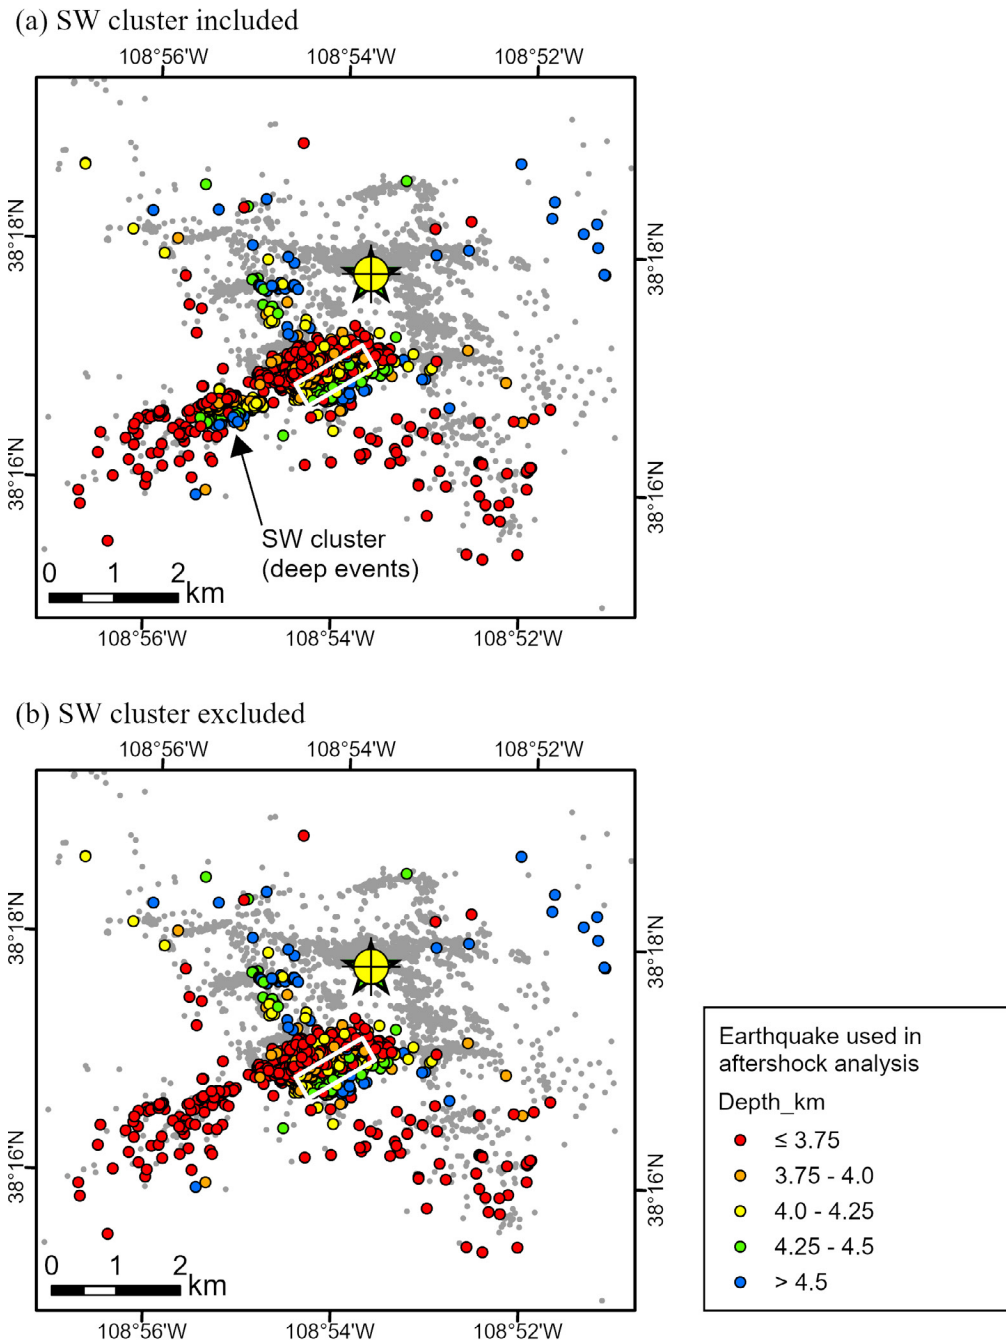 (a) SW cluster included
108°56'W 108°54'W 108°52'W
38°18'N
38°18'N
38°16'N
38°16'N
SW cluster
(deep events)
0 1 2
km
108°56'W 108°54'W 108°52'W
(b) SW cluster excluded
108°56'W 108°54'W 108°52'W
38°18'N
38°18'N
38°16'N
38°16'N
0 1 2
km
108°56'W 108°54'W 108°52'W
Earthquake used in
aftershock analysis
Depth_km
≤ 3.75
3.75 - 4.0
4.0 - 4.25
4.25 - 4.5
> 4.5